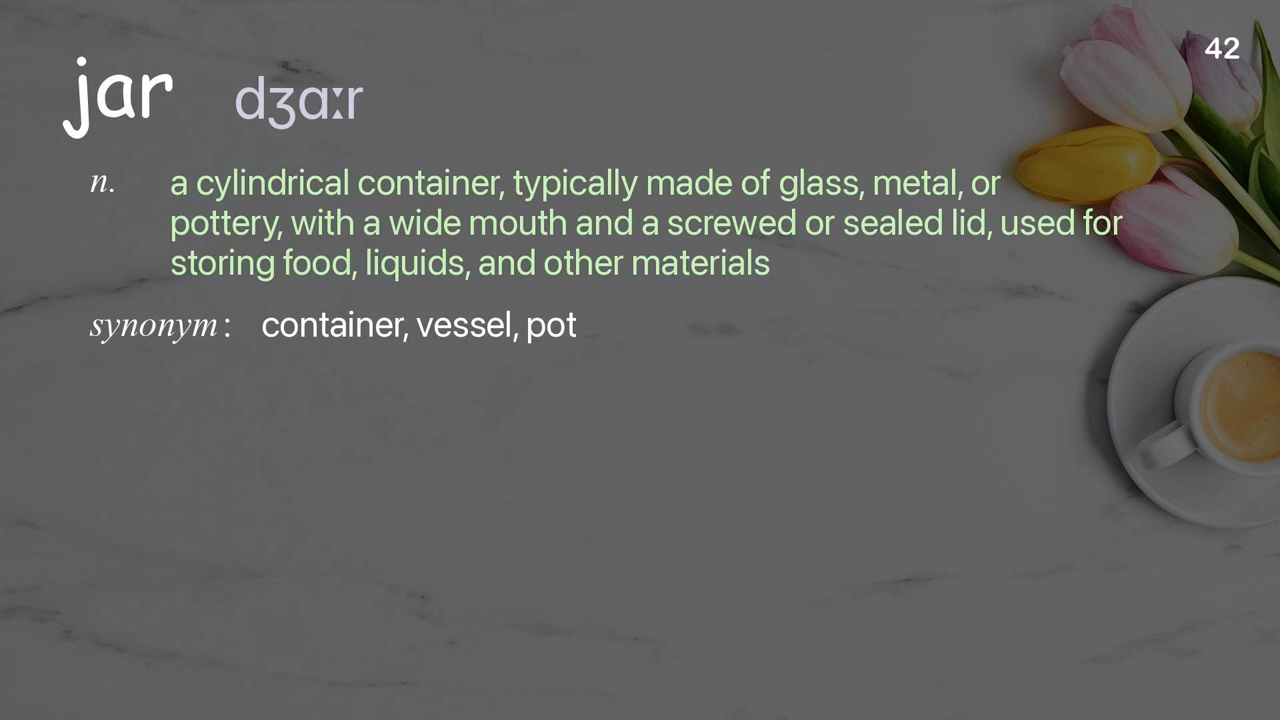 42
jar dʒɑːr
n. a cylindrical container, typically made of glass, metal, or
pottery, with a wide mouth and a screwed or sealed lid, used for
storing food, liquids, and other materials
synonym: container, vessel, pot